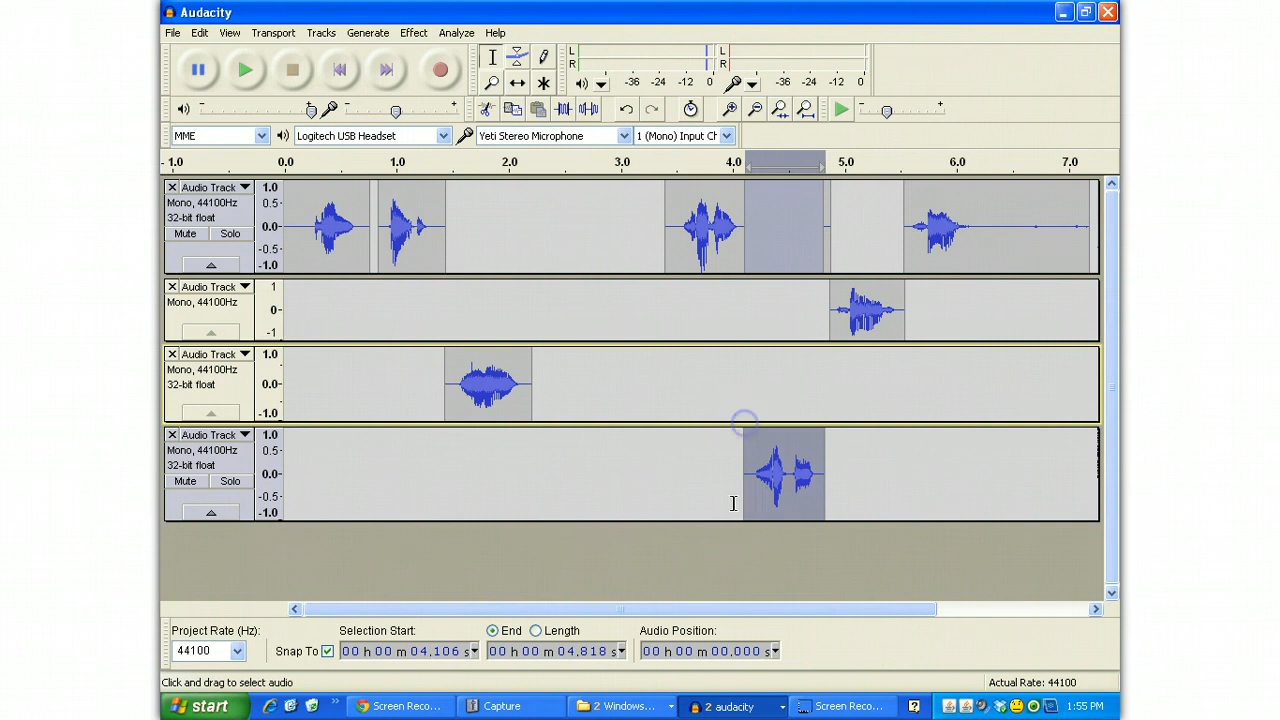 Audacity
File Edit View Transport Tracks Generate Effect Analyze Help
L
R
-36 -24 -12 0
L
R
-36 -24 -12 0
MME
Logitech USB Headset
Yeti Stereo Microphone
1 (Mono) Input Ch
- 1.0 0.0 1.0 2.0 3.0 4.0 5.0 6.0 7.0
Audio Track
Mono, 44100Hz
32-bit float
Mute Solo
1.0
0.5-
0.0-
-0.5-
-1.0
Audio Track
Mono, 44100Hz
1
0-
-1
Audio Track
Mono, 44100Hz
32-bit float
1.0
0.0-
-1.0
Audio Track
Mono, 44100Hz
32-bit float
Mute Solo
1.0
0.5-
0.0-
-0.5-
-1.0
Project Rate (Hz):
44100
Snap To
Selection Start:
00 h 00 m 04.106 s
End Length
00 h 00 m 04.818 s
Audio Position:
00 h 00 m 00.000 s
Click and drag to select audio
Actual Rate: 44100
start
Screen Reco...
Capture
2 Windows...
2 audacity
Screen Reco...
1:55 PM